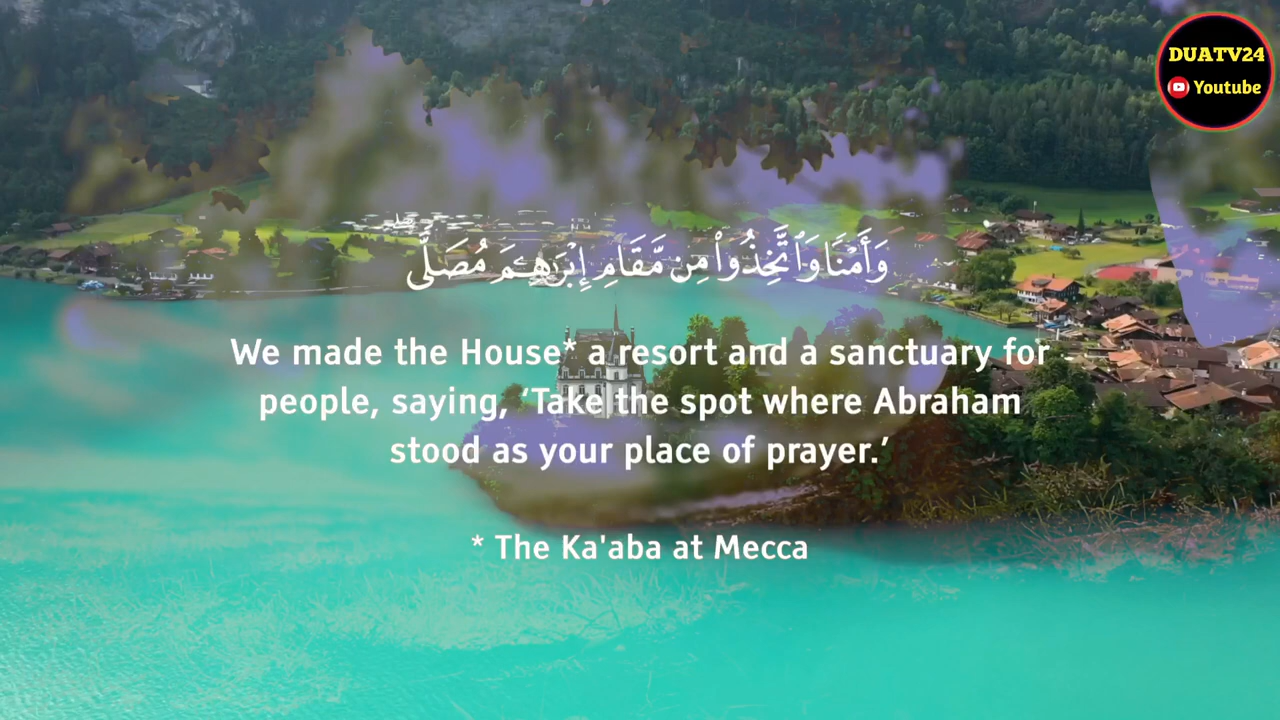 DUATV24
Youtube
وَأَمْنًا وَٱتَّخِذُوا۟ مِن مَّقَامِ إِبْرَٰهِـۧمَ مُصَلًّى
We made the House* a resort and a sanctuary for
people, saying, ‘Take the spot where Abraham
stood as your place of prayer.’
* The Ka'aba at Mecca